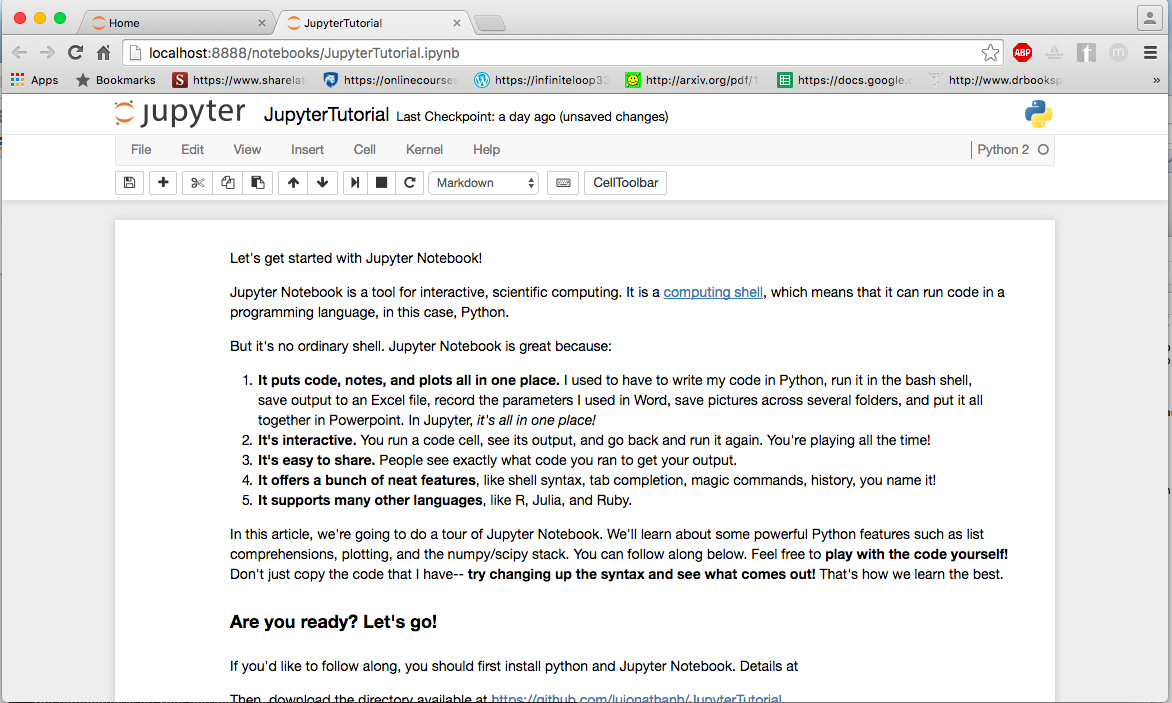 Home
JupyterTutorial
localhost:8888/notebooks/JupyterTutorial.ipynb
ABP
t
m
Apps
Bookmarks
S
https://www.sharela
https://onlinecourses
https://infiniteloop33
http://arxiv.org/pdf/1
https://docs.google.
http://www.drbooksp
»
jupyter JupyterTutorial Last Checkpoint: a day ago (unsaved changes)
File Edit View Insert Cell Kernel Help Python 2
Markdown CellToolbar
Let's get started with Jupyter Notebook!
Jupyter Notebook is a tool for interactive, scientific computing. It is a computing shell, which means that it can run code in a
programming language, in this case, Python.
But it's no ordinary shell. Jupyter Notebook is great because:
1. It puts code, notes, and plots all in one place. I used to have to write my code in Python, run it in the bash shell,
save output to an Excel file, record the parameters I used in Word, save pictures across several folders, and put it all
together in Powerpoint. In Jupyter, it's all in one place!
2. It's interactive. You run a code cell, see its output, and go back and run it again. You're playing all the time!
3. It's easy to share. People see exactly what code you ran to get your output.
4. It offers a bunch of neat features, like shell syntax, tab completion, magic commands, history, you name it!
5. It supports many other languages, like R, Julia, and Ruby.
In this article, we're going to do a tour of Jupyter Notebook. We'll learn about some powerful Python features such as list
comprehensions, plotting, and the numpy/scipy stack. You can follow along below. Feel free to play with the code yourself!
Don't just copy the code that I have-- try changing up the syntax and see what comes out! That's how we learn the best.
Are you ready? Let's go!
If you'd like to follow along, you should first install python and Jupyter Notebook. Details at
Then, download the directory available at https://github.com/lujonathanh/JupyterTutorial